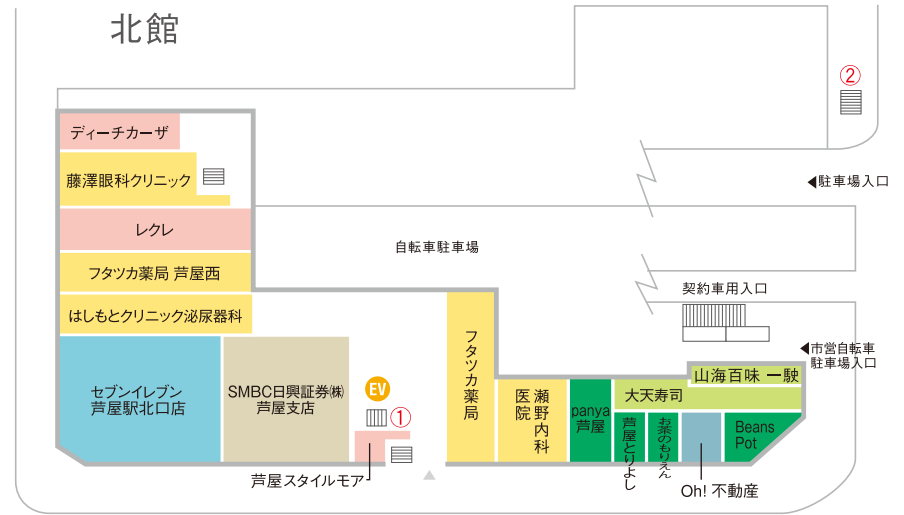 北館
②
ディーチカーザ
藤澤眼科クリニック
◀駐車場入口
レクレ
自転車駐車場
フタツカ薬局 芦屋西
契約車用入口
はしもとクリニック泌尿器科
◀市営自転車
駐車場入口
セブンイレブン
芦屋駅北口店
SMBC日興証券㈱
芦屋支店
EV
①
芦屋スタイルモア
フタツカ薬局
瀬野内科
医院
panya
芦屋
山海百味 一駛
大天寿司
芦屋とりよし
お茶のもりえん
Oh! 不動産
Beans
Pot